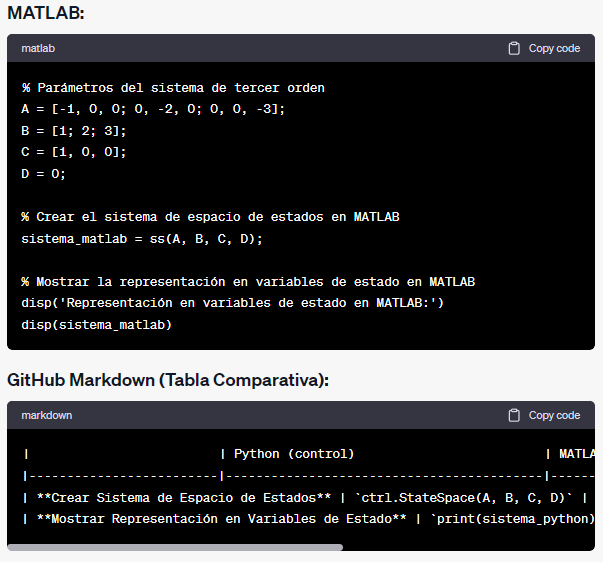 MATLAB:
matlab
Copy code
% Parámetros del sistema de tercer orden
A = [-1, 0, 0; 0, -2, 0; 0, 0, -3];
B = [1; 2; 3];
C = [1, 0, 0];
D = 0;
% Crear el sistema de espacio de estados en MATLAB
sistema_matlab = ss(A, B, C, D);
% Mostrar la representación en variables de estado en MATLAB
disp('Representación en variables de estado en MATLAB:')
disp(sistema_matlab)
GitHub Markdown (Tabla Comparativa):
markdown
Copy code
| | Python (control) | MATLA
|-------------------------|------------------------------------------|------
| **Crear Sistema de Espacio de Estados** | `ctrl.StateSpace(A, B, C, D)` |
| **Mostrar Representación en Variables de Estado** | `print(sistema_python)